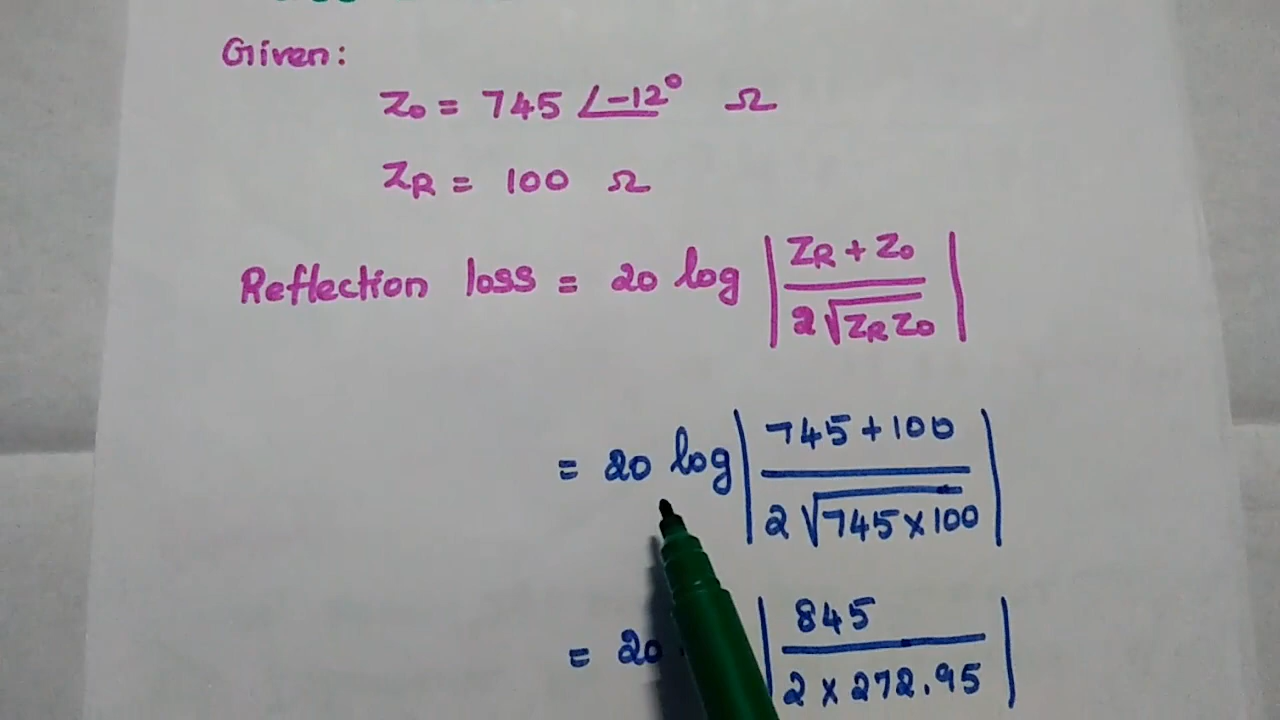 Given:
Z₀ = 745 ∠-12° Ω
Z_R = 100 Ω
Reflection loss = 20 log | Z_R + Z₀ / 2√Z_R Z₀ |
= 20 log | 745 + 100 / 2√745 × 100 |
= 20 | 845 / 2 × 272.95 |